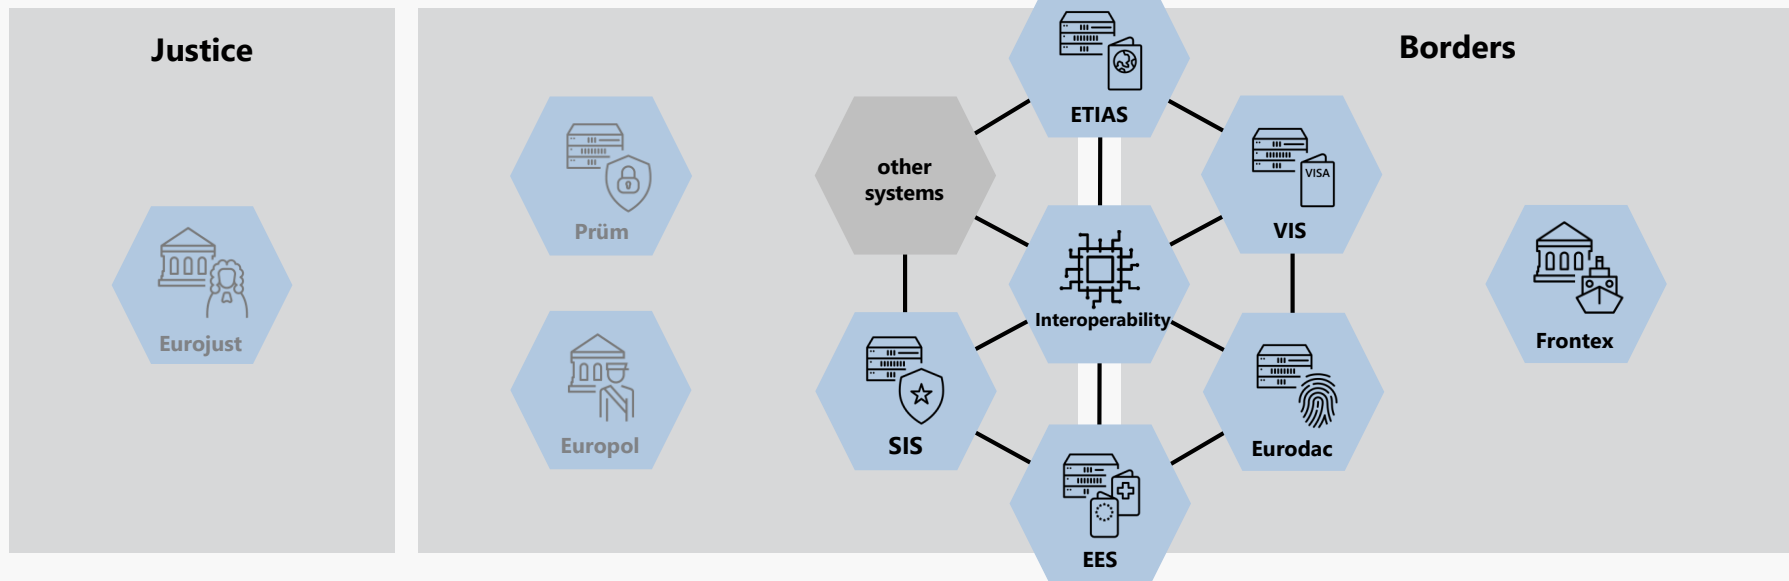 Justice
Borders
ETIAS
other
systems
VISA
Prüm
VIS
Interoperability
Eurojust
Frontex
Europol
SIS
Eurodac
EES